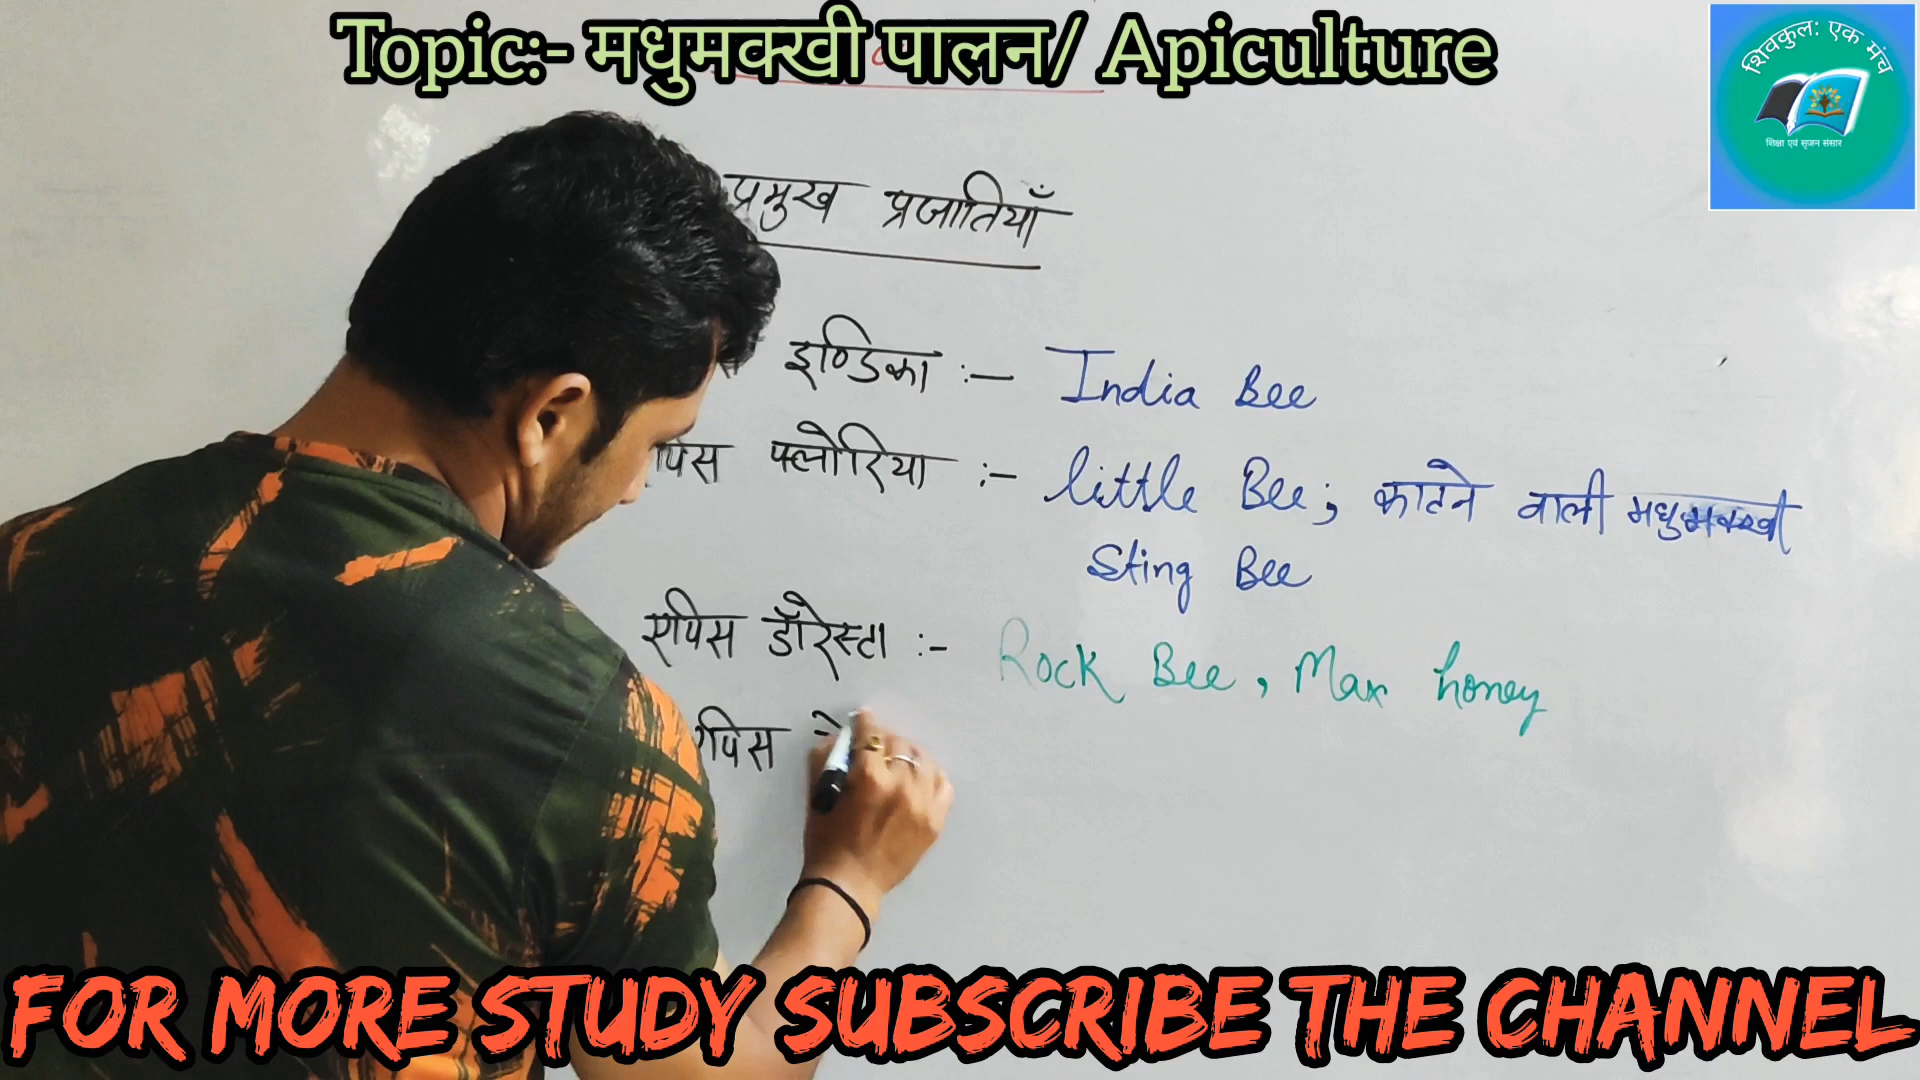 Topic:- मधुमक्खी पालन/ Apiculture
शिवकुल: एक मंच
शिक्षा एवं सृजन संसार
प्रमुख प्रजातियाँ
इण्डिका :- India Bee
पिस फ्लोरिया :- little Bee; काटने वाली मधुमक्खी
Sting Bee
एपिस डॉरेस्टा :- Rock Bee, Max honey
एपिस
FOR MORE STUDY SUBSCRIBE THE CHANNEL